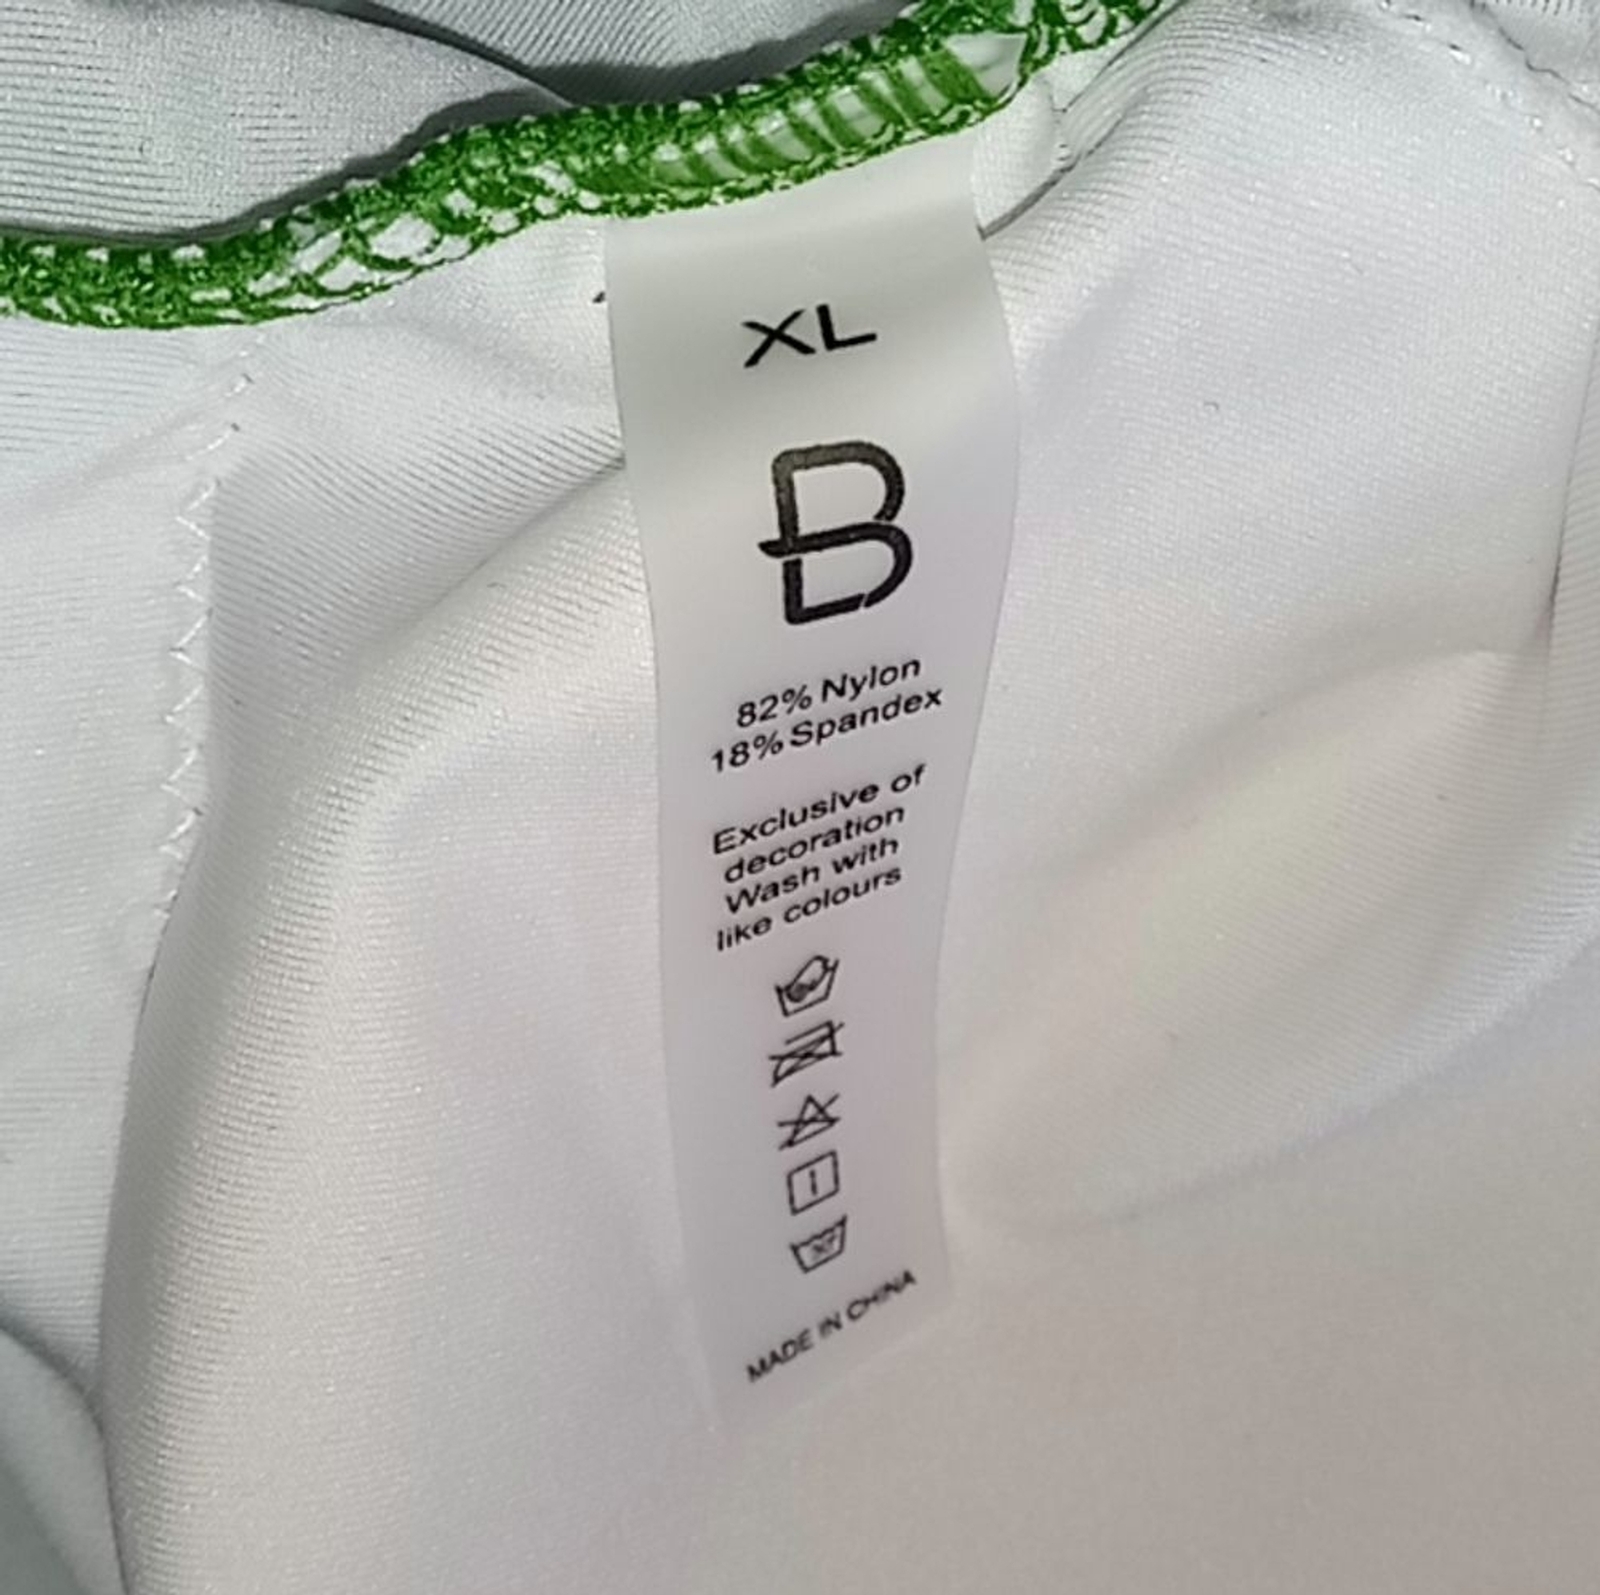 XL
B
82% Nylon
18% Spandex
Exclusive of
decoration
Wash with
like colours
MADE IN CHINA